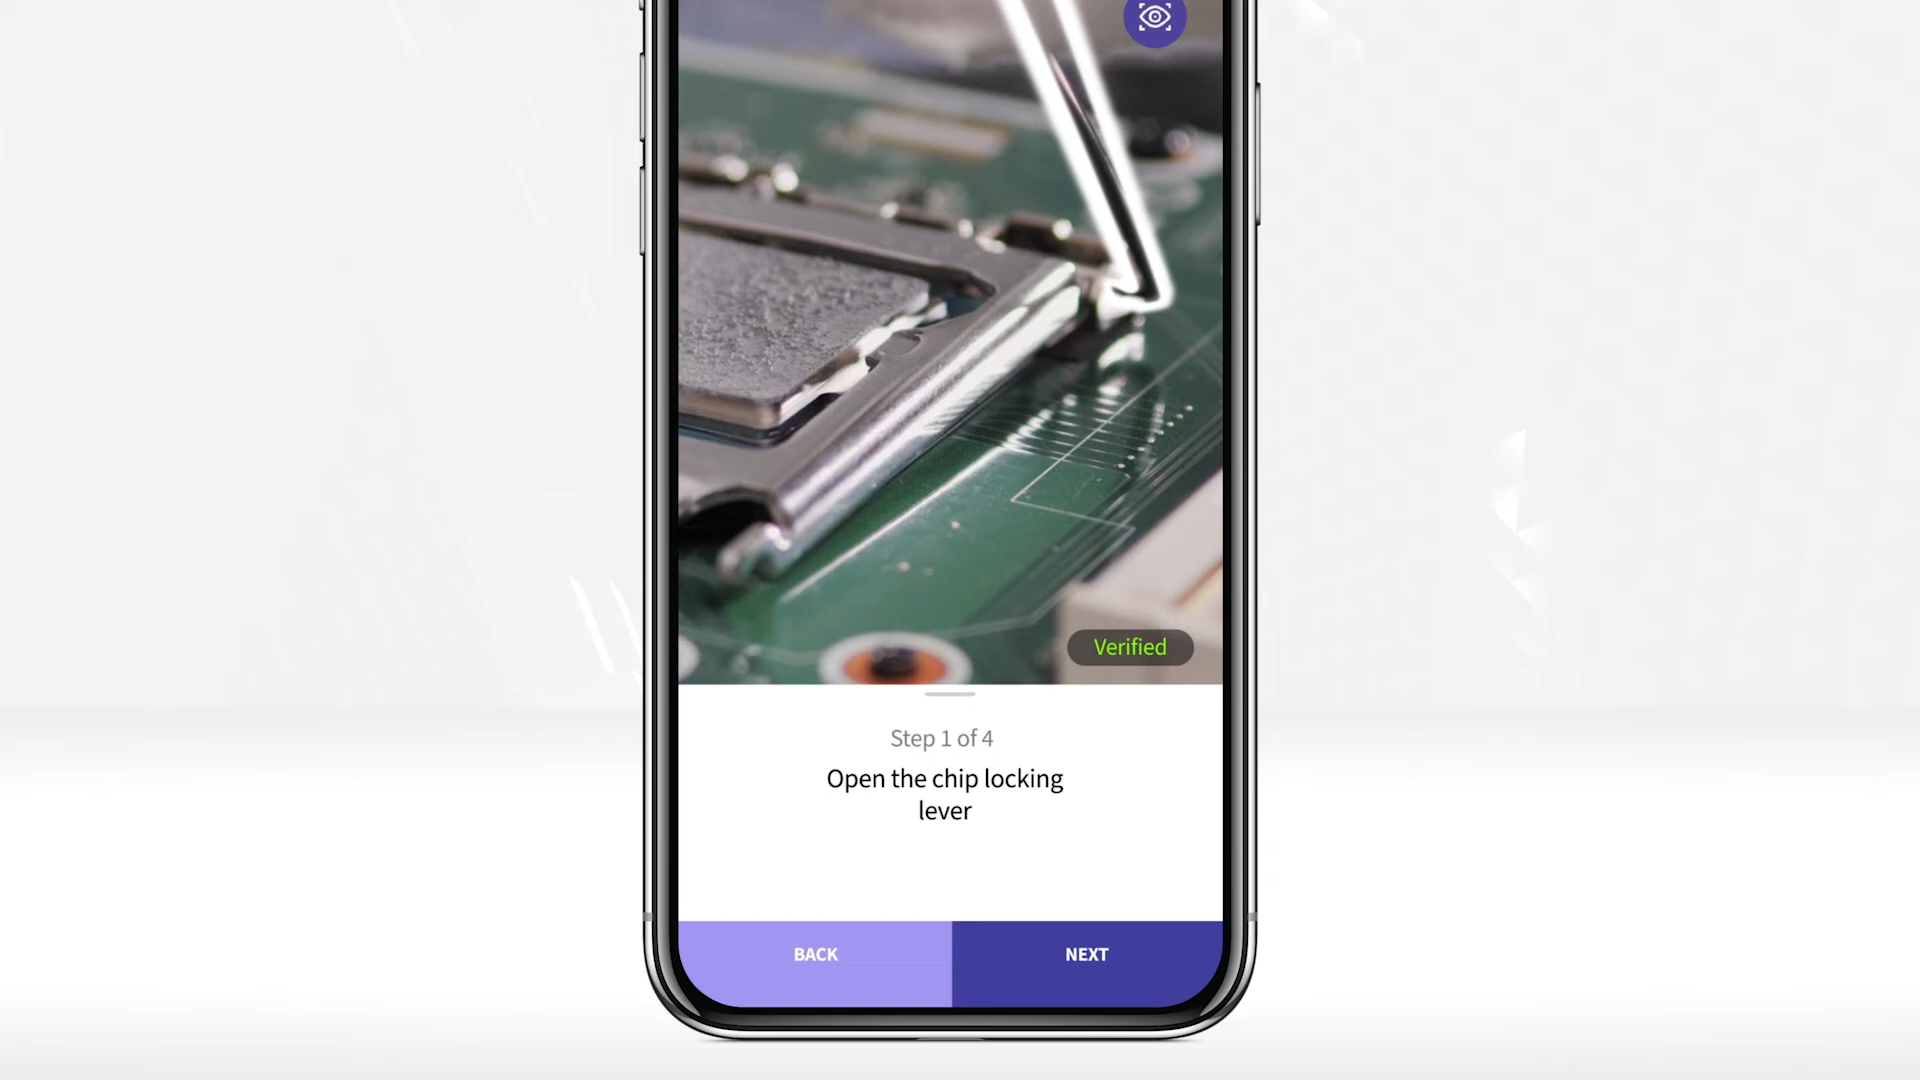 Verified
Step 1 of 4
Open the chip locking
lever
BACK
NEXT